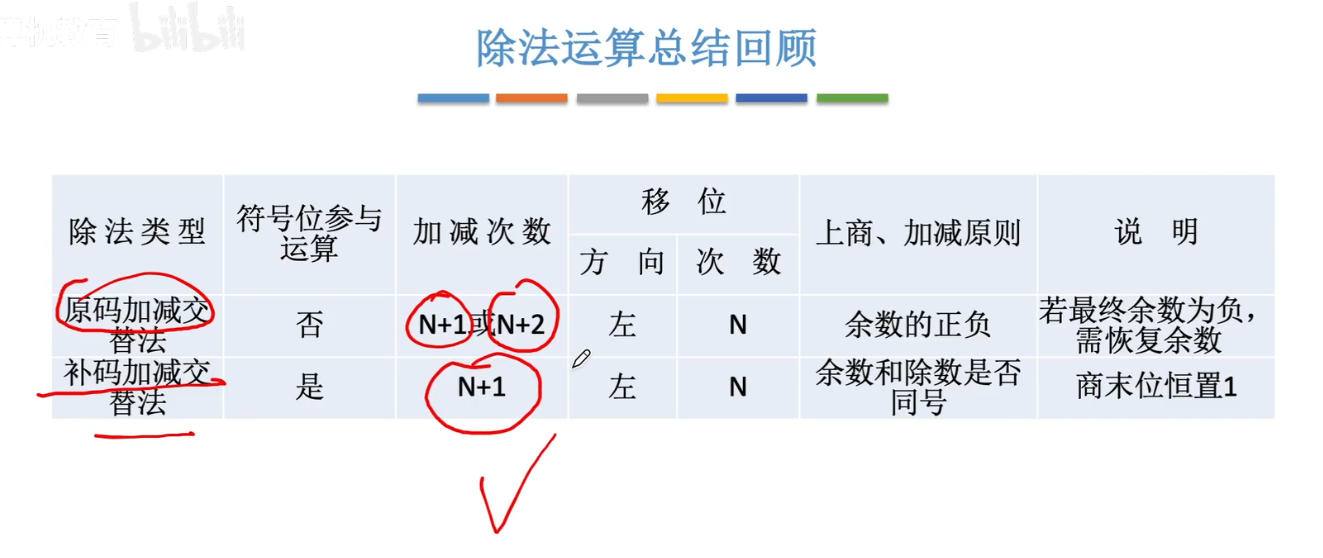 bilibili
除法运算总结回顾
除法类型
符号位参与
运算
加减次数
移 位
方 向
次 数
上商、加减原则
说 明
原码加减交
替法
否
N+1或N+2
左
N
余数的正负
若最终余数为负，
需恢复余数
补码加减交
替法
是
N+1
左
N
余数和除数是否
同号
商末位恒置1